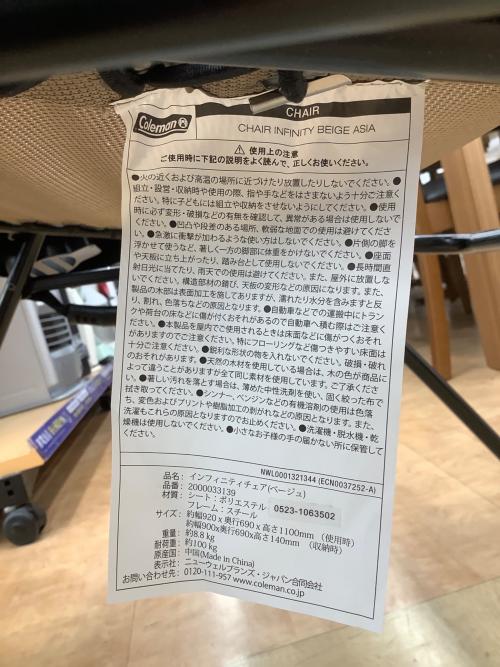 Coleman
CHAIR
CHAIR INFINITY BEIGE ASIA
⚠ 使用上の注意
ご使用時に下記の説明をよく読んで、正しくお使いください。
●火の近くおよび高温の場所に近づけたり放置したりしないでください。●
組立・設営・収納時や使用の際、指や手などをはさまないよう十分ご注意く
ださい。特に子どもには組立や収納をさせないようにしてください。●使用
時に必ず変形・破損などの有無を確認して、異常がある場合は使用しないで
ください。●凹凸や段差のある場所、軟弱な地面での使用は避けてくださ
い。●急激に衝撃が加わるような使い方はしないでください。●片側の脚を
浮かせて使うなど、著しく一方の脚部に体重をかけないでください。●座面
や天板に立ち上がったり、踏み台として使用しないでください。●長時間直
射日光に当てたり、雨天での使用は避けてください。また、屋外に放置しな
いでください。構造部材の錆び、天板の変形などの原因になります。また、
製品の木部は表面加工を施してありますが、濡れたり水分を含みますと反
り、割れ、色落ちなどの原因となります。●自動車などでの運搬中にトラン
クや荷台の床などに傷が付くおそれがあるので自動車へ積む際はご注意く
ださい。●本製品を屋内でご使用されるときは床面などに傷がつくおそれ
がありますのでご注意ください。特にフローリングなど傷つきやすい床面は
十分ご注意ください。●鋭利な形状の物を入れないでください。破損・破れ
のおそれがあります。●天然の木材を使用している場合は、木の色が商品に
よって違うことがありますが全て同じ素材を使用しています。ご了承くださ
い。●著しい汚れを落とす場合は、薄めた中性洗剤を使い、固く絞った布で
拭き取ってください。●シンナー、ベンジンなどの有機溶剤の使用は色落
ち、変色およびプリントや樹脂加工の剥がれなどの原因となります。また、
洗濯もこれらの原因となりますのでお止めください。●洗濯機・脱水機・乾
燥機は使用しないでください。●小さなお子様の手の届かない所に保管して
ください。
NWL0001321344 (ECN0037252-A)
品名: インフィニティチェア(ベージュ)
品番: 2000033139
材質: シート:ポリエステル
フレーム:スチール
0523-1063502
サイズ: 約幅920x奥行690x高さ1100mm (使用時)
約幅900x奥行690x高さ140mm (収納時)
重量: 約8.8kg
耐荷重: 約100kg
原産国: 中国(Made in China)
表示社: ニューウェルブランズ・ジャパン合同会社
お問い合わせ先: 0120-111-957 www.coleman.co.jp